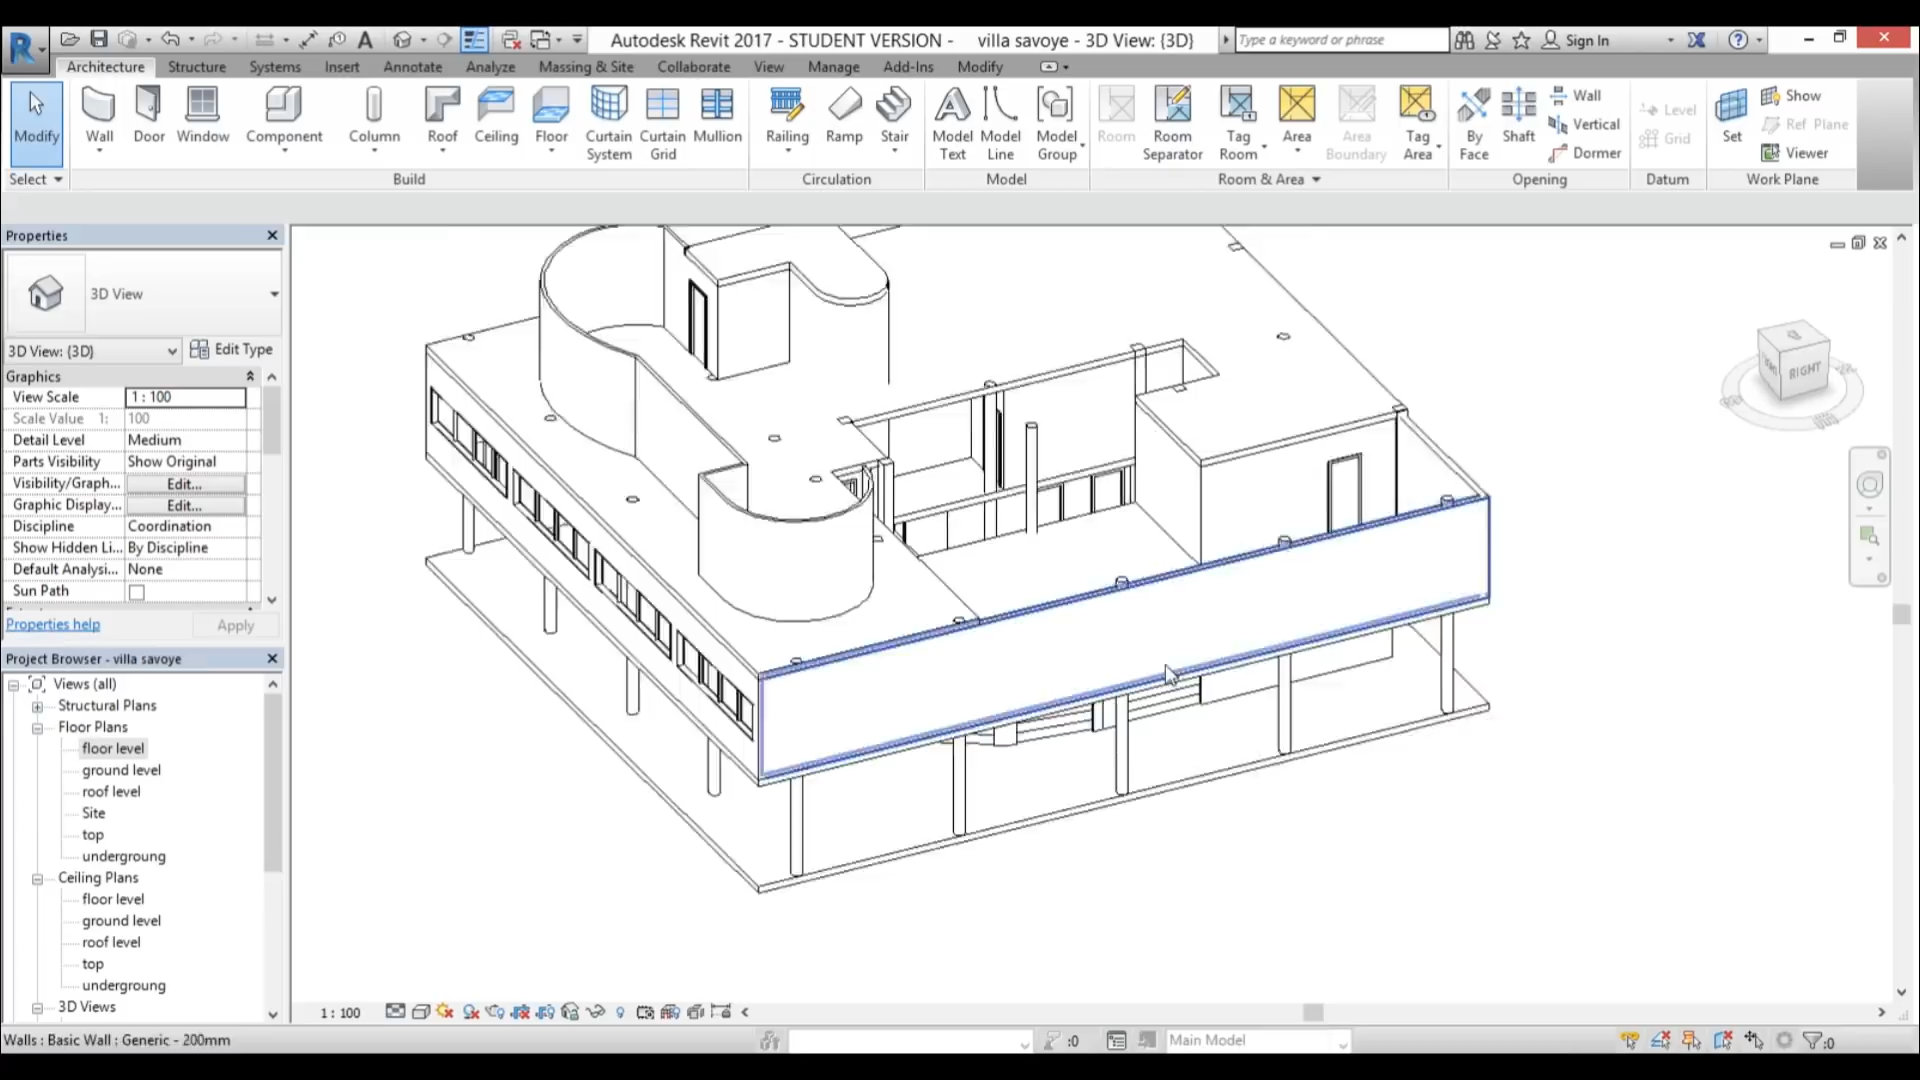 Autodesk Revit 2017 - STUDENT VERSION - villa savoye - 3D View: {3D}
Type a keyword or phrase
Sign In
Architecture Structure Systems Insert Annotate Analyze Massing & Site Collaborate View Manage Add-Ins Modify
Modify
Wall
Door
Window
Component
Column
Roof
Ceiling
Floor
Curtain System
Curtain Grid
Mullion
Railing
Ramp
Stair
Model Text
Model Line
Model Group
Room
Room Separator
Tag Room
Area
Area Boundary
Tag Area
By Face
Shaft
Wall
Vertical
Dormer
Level
Grid
Set
Show
Ref Plane
Viewer
Select
Build
Circulation
Model
Room & Area
Opening
Datum
Work Plane
Properties
3D View
3D View: {3D}
Edit Type
Graphics
View Scale 1 : 100
Scale Value 1: 100
Detail Level Medium
Parts Visibility Show Original
Visibility/Graph... Edit...
Graphic Display... Edit...
Discipline Coordination
Show Hidden Li... By Discipline
Default Analysi... None
Sun Path
Properties help
Apply
Project Browser - villa savoye
Views (all)
Structural Plans
Floor Plans
floor level
ground level
roof level
Site
top
undergroung
Ceiling Plans
floor level
ground level
roof level
top
undergroung
3D Views
RIGHT
1 : 100
Walls : Basic Wall : Generic - 200mm
:0
Main Model
:0